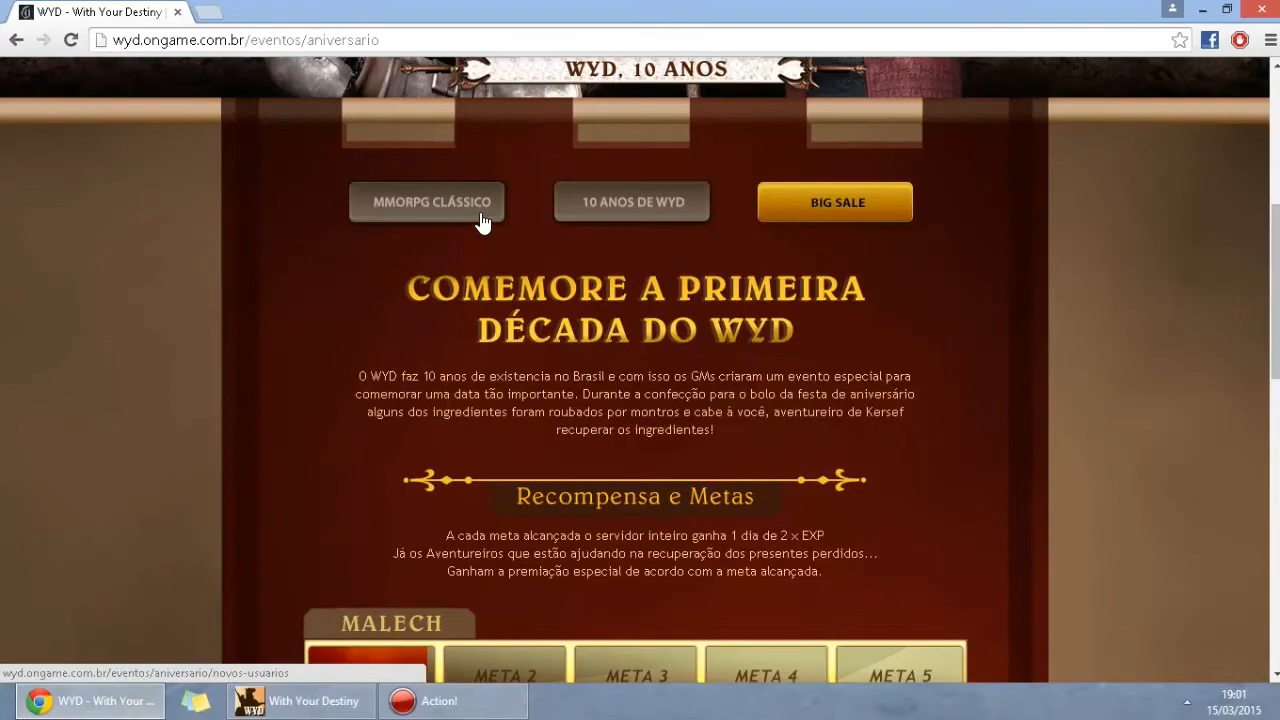 WYD - With Your Destiny
wyd.ongame.com.br/eventos/aniversario
WYD, 10 ANOS
MMORPG CLÁSSICO
10 ANOS DE WYD
BIG SALE
COMEMORE A PRIMEIRA
DÉCADA DO WYD
O WYD faz 10 anos de existencia no Brasil e com isso os GMs criaram um evento especial para
comemorar uma data tão importante. Durante a confecção para o bolo da festa de aniversário
alguns dos ingredientes foram roubados por montros e cabe à você, aventureiro de Kersef
recuperar os ingredientes!
Recompensa e Metas
A cada meta alcançada o servidor inteiro ganha 1 dia de 2 x EXP
Já os Aventureiros que estão ajudando na recuperação dos presentes perdidos...
Ganham a premiação especial de acordo com a meta alcançada.
MALECH
META 2
META 3
META 4
META 5
wyd.ongame.com.br/eventos/aniversario/novos-usuarios
WYD - With Your ...
WYD
With Your Destiny
Action!
19:01
15/03/2015